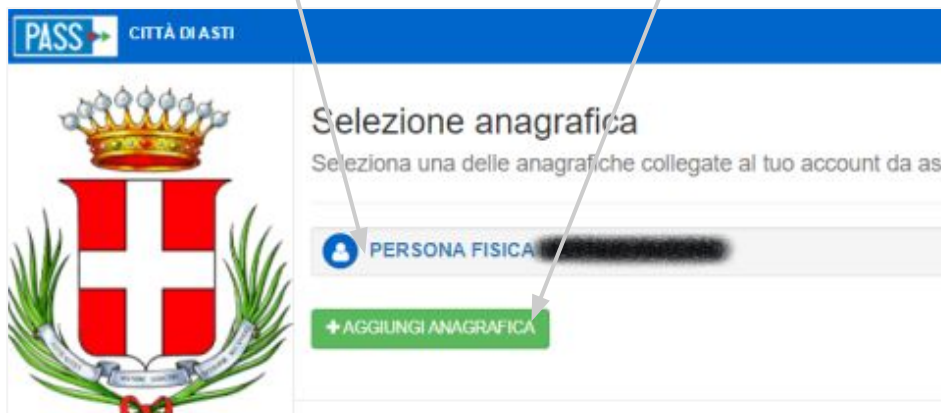 PASS CITTÀ DI ASTI
Selezione anagrafica
Seleziona una delle anagrafiche collegate al tuo account da as
PERSONA FISICA
+ AGGIUNGI ANAGRAFICA